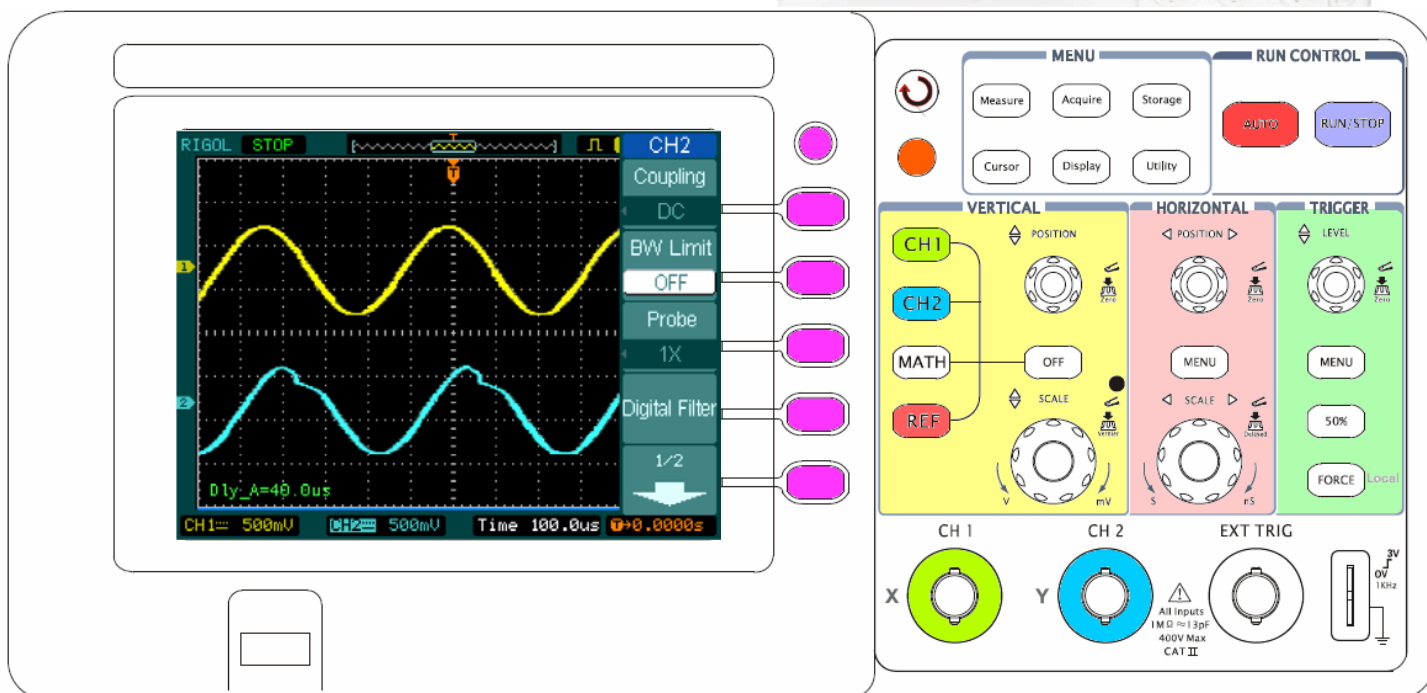 RIGOL STOP T CH2
T
Coupling
DC
BW Limit
OFF
Probe
1X
Digital Filter
1/2
1
2
Dly_A=40.0us
CH1 500mV CH2 500mV Time 100.0us T→0.0000s
MENU
Measure Acquire Storage
Cursor Display Utility
RUN CONTROL
AUTO RUN/STOP
VERTICAL
CH1
CH2
MATH
REF
POSITION
Zero
OFF
SCALE
Vernier
V mV
HORIZONTAL
POSITION
Zero
MENU
SCALE
Delayed
S nS
TRIGGER
LEVEL
Zero
MENU
50%
FORCE Local
CH 1 CH 2 EXT TRIG
X Y
All Inputs
1MΩ≈13pF
400V Max
CAT II
3V
0V
1KHz